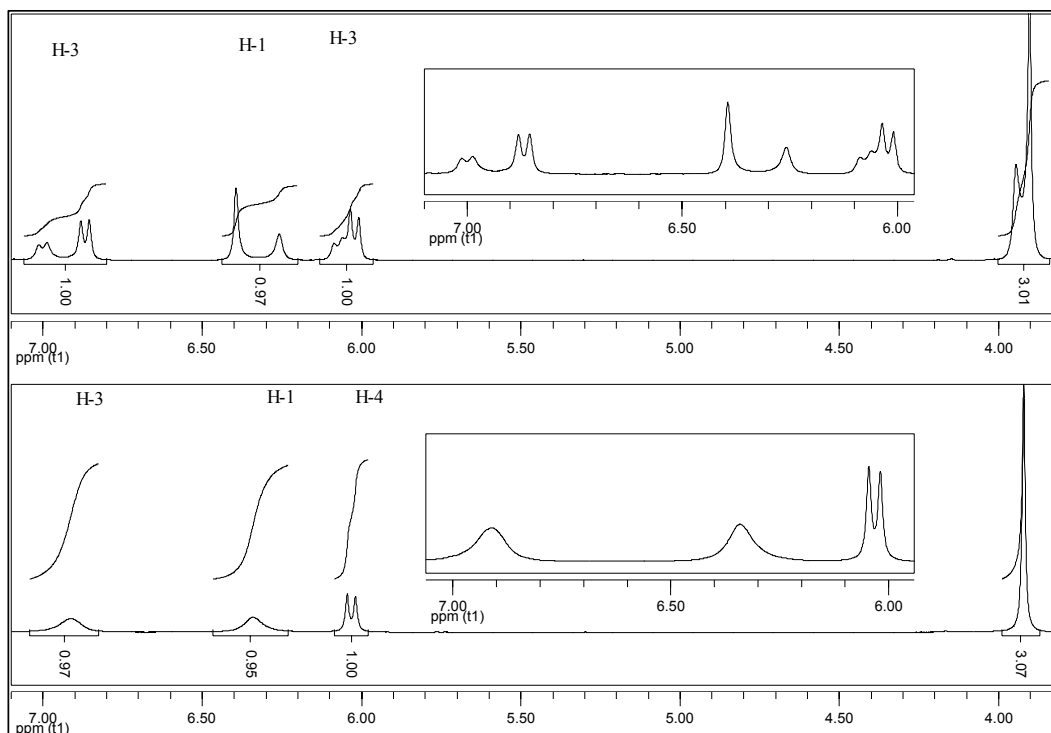 H-3 H-1 H-3
7.00 6.50 6.00
ppm (t1)
1.00 0.97 1.00 3.01
7.00 6.50 6.00 5.50 5.00 4.50 4.00
ppm (t1)
H-3 H-1 H-4
7.00 6.50 6.00
ppm (t1)
0.97 0.95 1.00 3.07
7.00 6.50 6.00 5.50 5.00 4.50 4.00
ppm (t1)